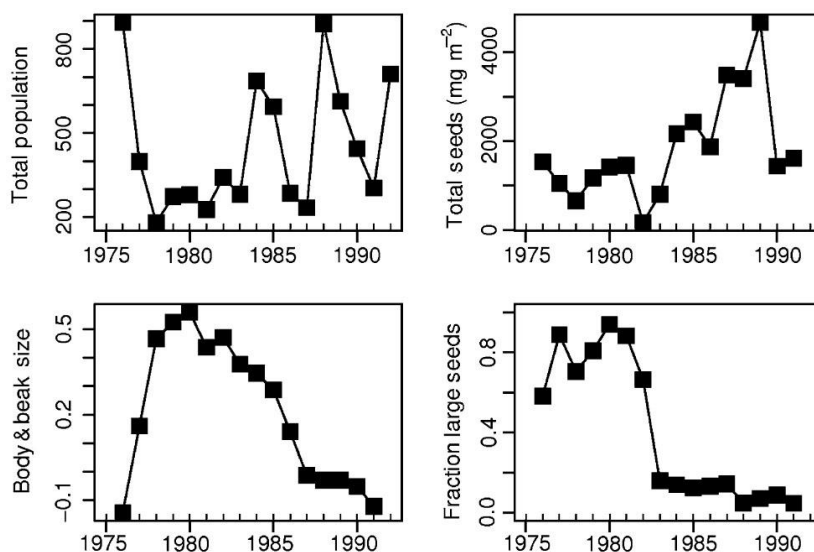 Total population
800
500
200
1975 1980 1985 1990
Total seeds (mg m⁻²)
4000
2000
0
1975 1980 1985 1990
Body & beak size
0.5
0.2
−0.1
1975 1980 1985 1990
Fraction large seeds
0.8
0.4
0.0
1975 1980 1985 1990